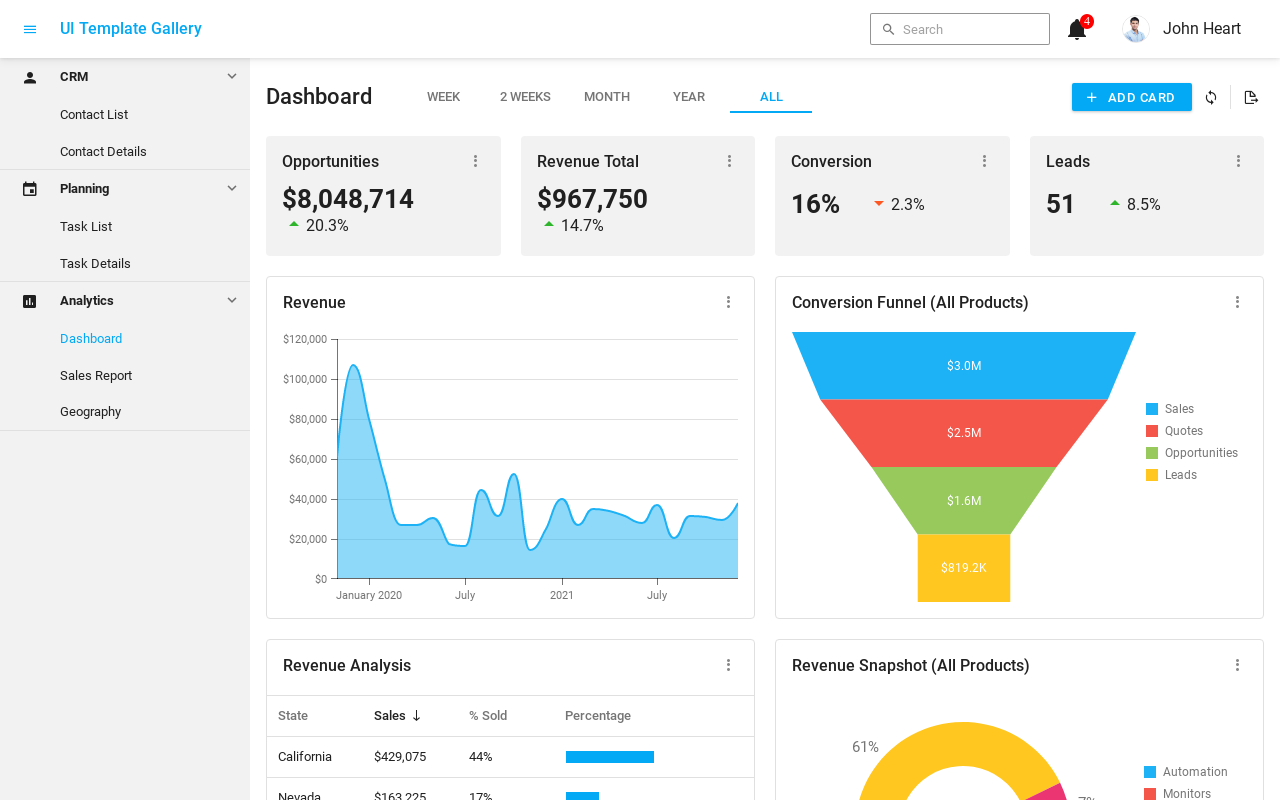 UI Template Gallery
Search
4
John Heart
CRM
Contact List
Contact Details
Planning
Task List
Task Details
Analytics
Dashboard
Sales Report
Geography
Dashboard
WEEK
2 WEEKS
MONTH
YEAR
ALL
ADD CARD
Opportunities
$8,048,714
20.3%
Revenue Total
$967,750
14.7%
Conversion
16%
2.3%
Leads
51
8.5%
Revenue
$120,000
$100,000
$80,000
$60,000
$40,000
$20,000
$0
January 2020
July
2021
July
Conversion Funnel (All Products)
$3.0M
$2.5M
$1.6M
$819.2K
Sales
Quotes
Opportunities
Leads
Revenue Analysis
State
Sales
% Sold
Percentage
California
$429,075
44%
Nevada
$163,225
17%
Revenue Snapshot (All Products)
61%
7%
Automation
Monitors